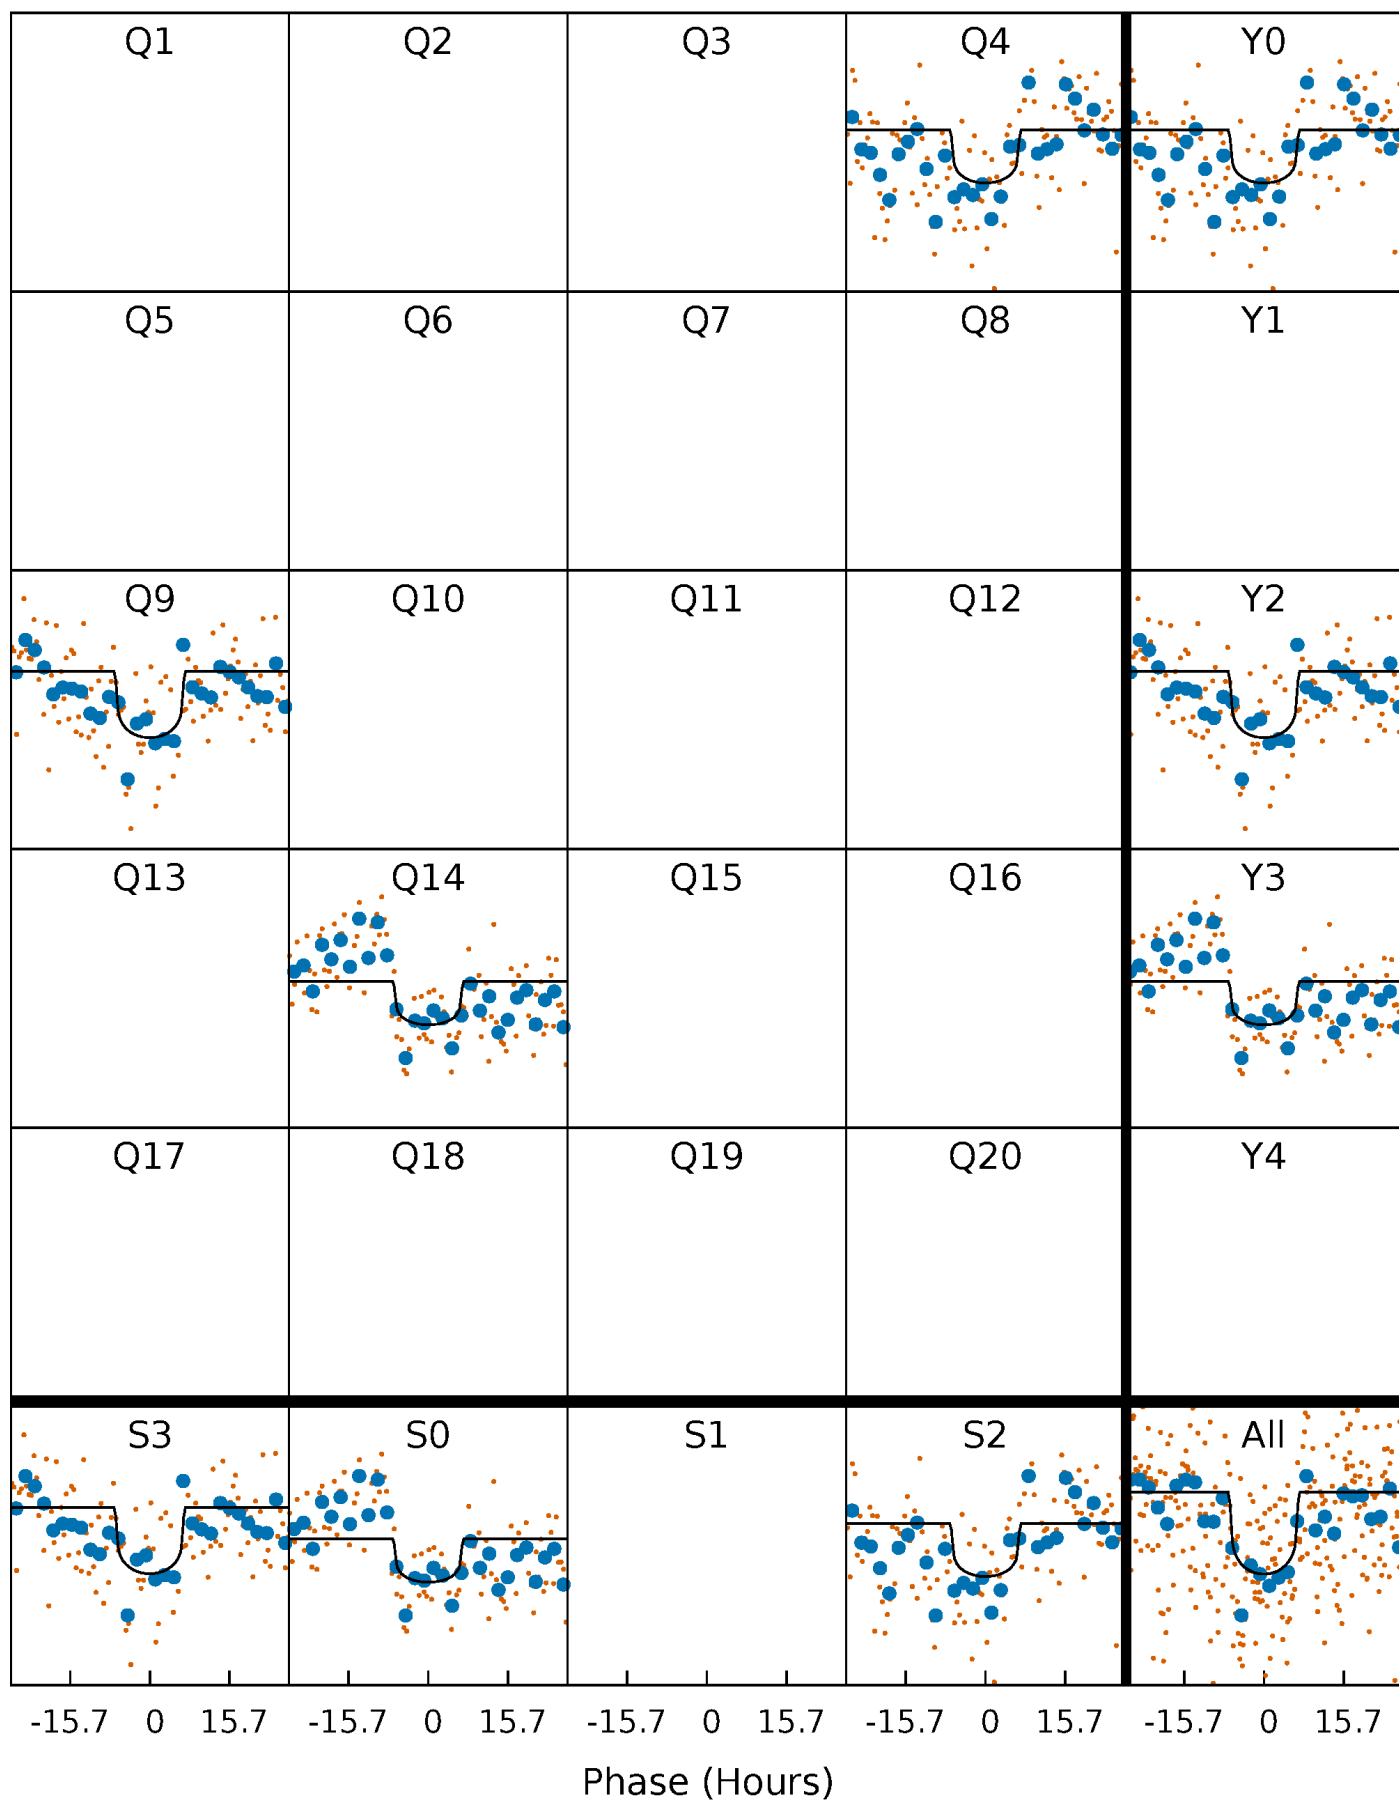 Q1 Q2 Q3 Q4 Y0
Q5 Q6 Q7 Q8 Y1
Q9 Q10 Q11 Q12 Y2
Q13 Q14 Q15 Q16 Y3
Q17 Q18 Q19 Q20 Y4
S3 S0 S1 S2 All
-15.7 0 15.7 -15.7 0 15.7 -15.7 0 15.7 -15.7 0 15.7 -15.7 0 15.7
Phase (Hours)